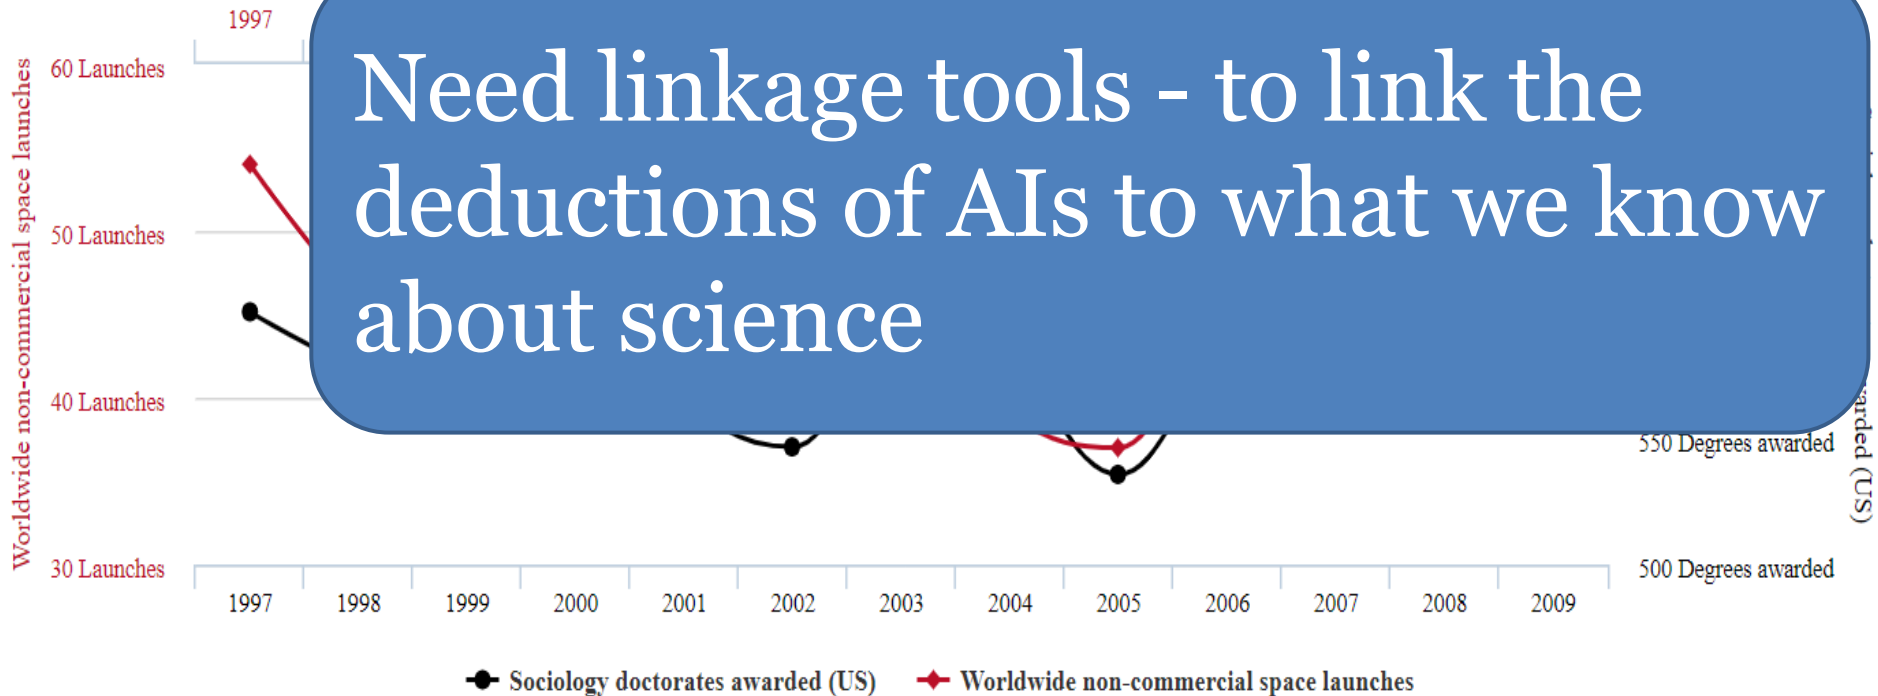 1997
60 Launches
50 Launches
40 Launches
30 Launches
Worldwide non-commercial space launches
Need linkage tools - to link the
deductions of AIs to what we know
about science
550 Degrees awarded
500 Degrees awarded
(US)
1997 1998 1999 2000 2001 2002 2003 2004 2005 2006 2007 2008 2009
Sociology doctorates awarded (US) Worldwide non-commercial space launches